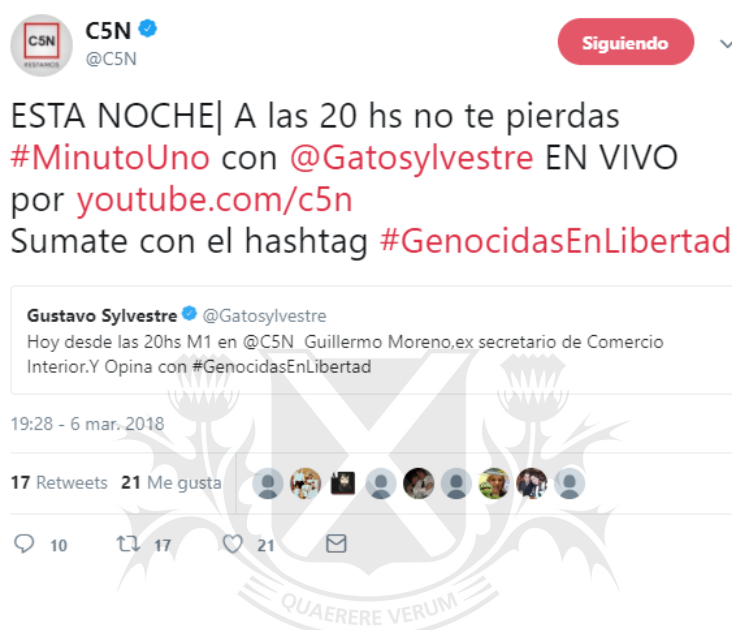 C5N
#ESTAMOS
C5N
@C5N
Siguiendo
ESTA NOCHE| A las 20 hs no te pierdas
#MinutoUno con @Gatosylvestre EN VIVO
por youtube.com/c5n
Sumate con el hashtag #GenocidasEnLibertad
Gustavo Sylvestre @Gatosylvestre
Hoy desde las 20hs M1 en @C5N Guillermo Moreno,ex secretario de Comercio
Interior.Y Opina con #GenocidasEnLibertad
19:28 - 6 mar. 2018
17 Retweets 21 Me gusta
10 17 21
QUAERERE VERUM